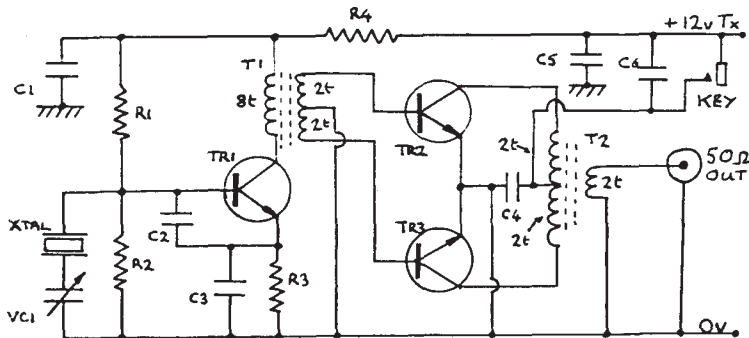 R4
+12v Tx
C1
R1
T1
8t
2t
2t
TR1
TR2
C5
C6
KEY
2t
T2
50Ω
OUT
2t
XTAL
C2
R2
C3
R3
TR3
C4
2t
VC1
0v